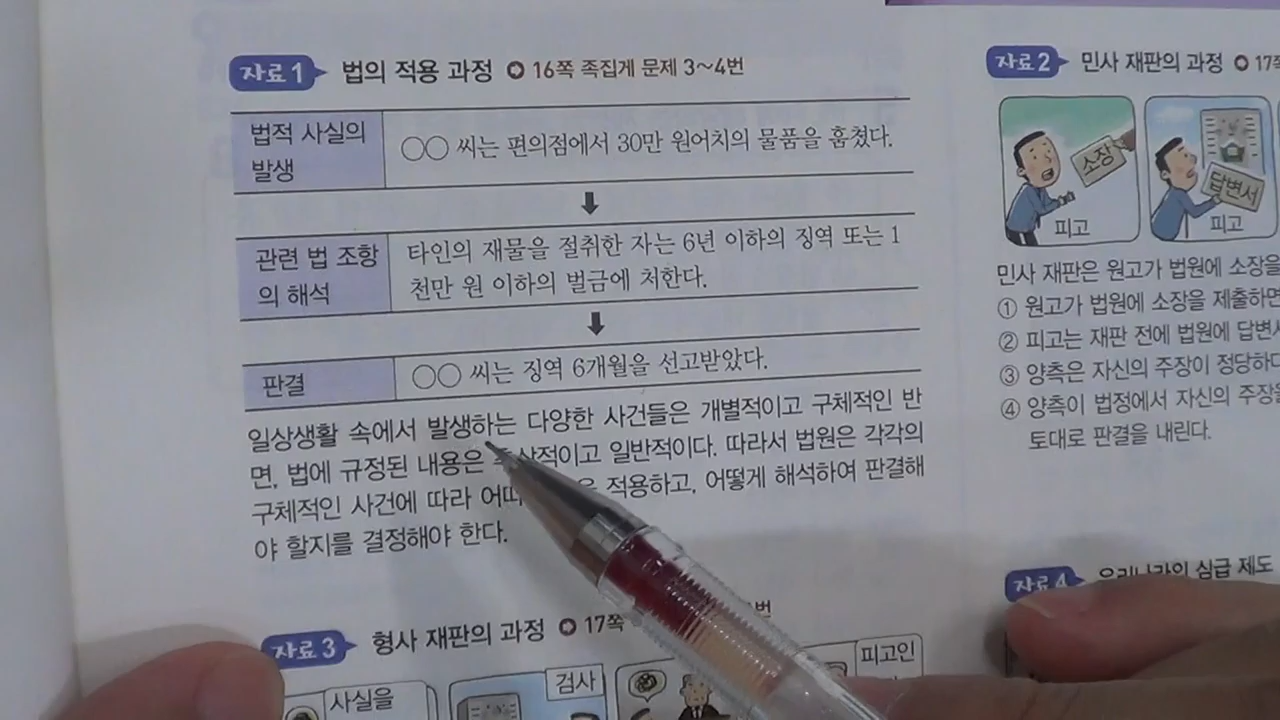 자료 1 법의 적용 과정 16쪽 족집게 문제 3~4번
법적 사실의
발생
○○ 씨는 편의점에서 30만 원어치의 물품을 훔쳤다.
관련 법 조항
의 해석
타인의 재물을 절취한 자는 6년 이하의 징역 또는 1
천만 원 이하의 벌금에 처한다.
판결
○○ 씨는 징역 6개월을 선고받았다.
일상생활 속에서 발생하는 다양한 사건들은 개별적이고 구체적인 반
면, 법에 규정된 내용은 이고 일반적이다. 따라서 법원은 각각의
구체적인 사건에 따라 적용하고, 어떻게 해석하여 판결해
야 할지를 결정해야 한다.
자료 3 형사 재판의 과정 17쪽
사실을
검사
피고인
자료 2 민사 재판의 과정
소장
피고
답변서
피고
민사 재판은 원고가 법원에 소장을
① 원고가 법원에 소장을 제출하면
② 피고는 재판 전에 법원에
③ 양측은 자신의 주장이
④ 양측이 법정에서 자신의
토대로 판결을 내린다.
자료 4 심급 제도